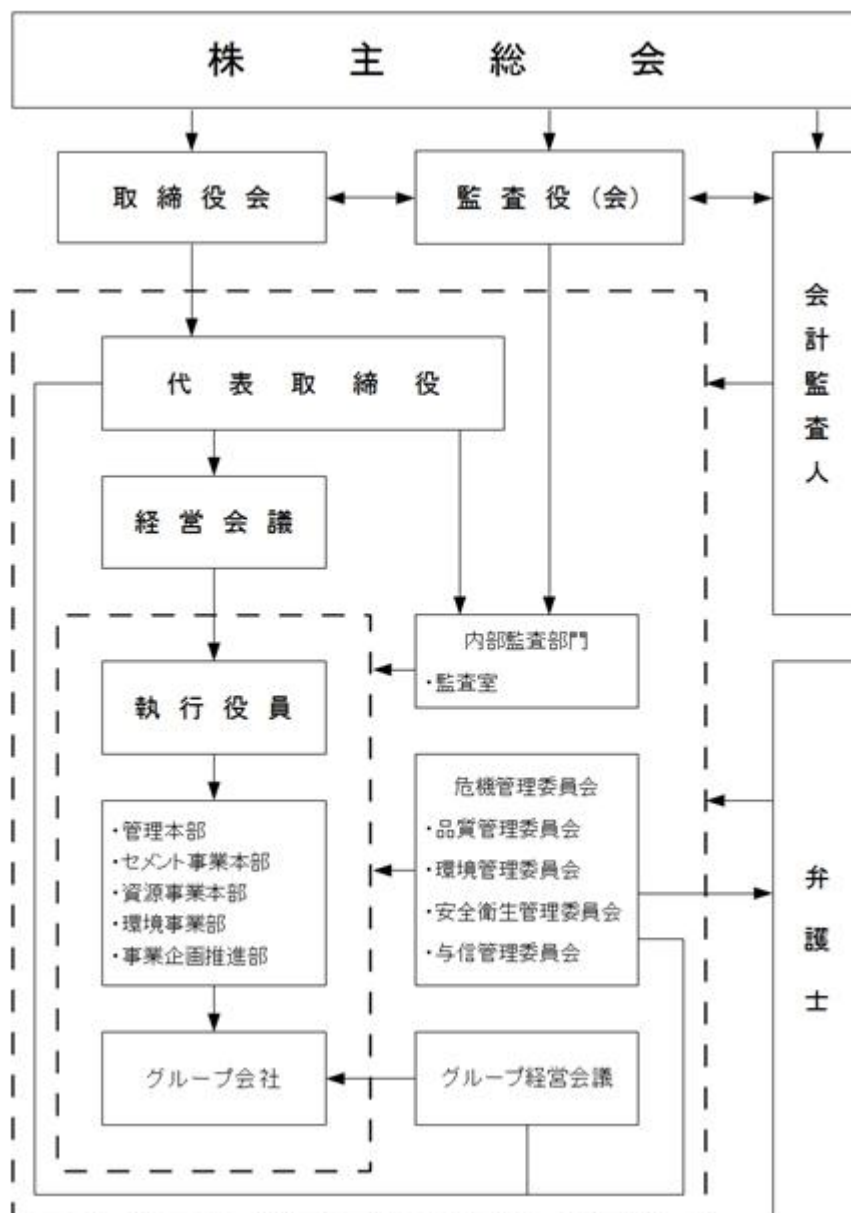 株主総会
取締役会
監査役(会)
会計監査人
代表取締役
経営会議
内部監査部門
・監査室
執行役員
危機管理委員会
・品質管理委員会
・環境管理委員会
・安全衛生管理委員会
・与信管理委員会
・管理本部
・セメント事業本部
・資源事業本部
・環境事業部
・事業企画推進部
弁護士
グループ会社
グループ経営会議